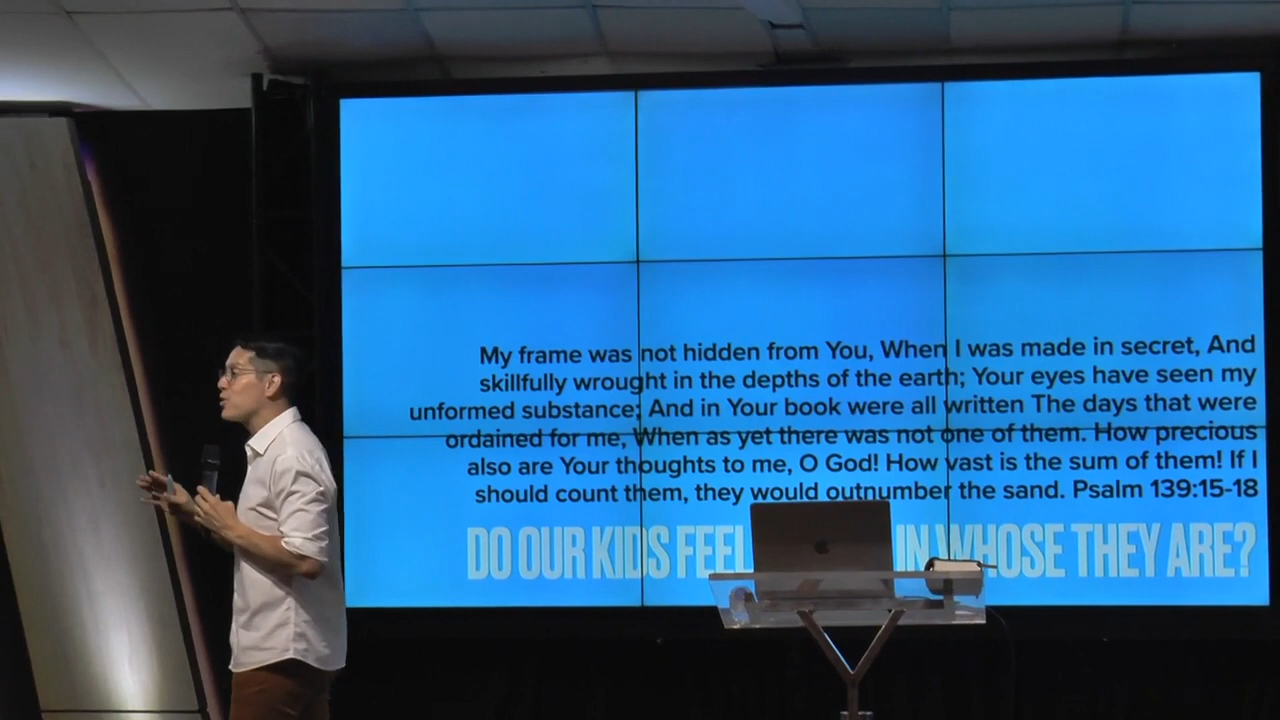 My frame was not hidden from You, When I was made in secret, And
skillfully wrought in the depths of the earth; Your eyes have seen my
unformed substance; And in Your book were all written The days that were
ordained for me, When as yet there was not one of them. How precious
also are Your thoughts to me, O God! How vast is the sum of them! If I
should count them, they would outnumber the sand. Psalm 139:15-18
DO OUR KIDS FEEL IN WHOSE THEY ARE?